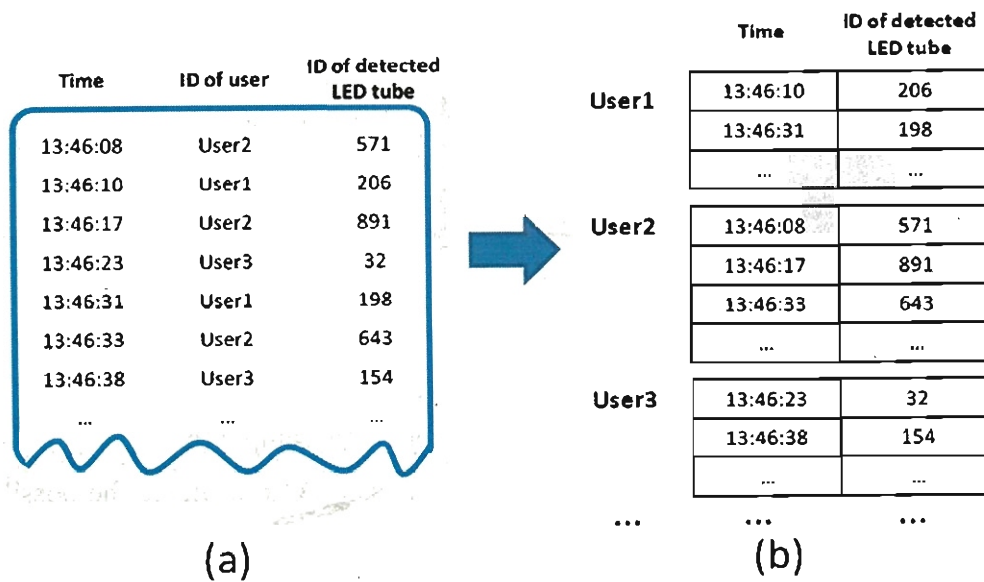 Time ID of user ID of detected LED tube
13:46:08 User2 571
13:46:10 User1 206
13:46:17 User2 891
13:46:23 User3 32
13:46:31 User1 198
13:46:33 User2 643
13:46:38 User3 154
... ... ...
(a)
Time ID of detected LED tube
User1
13:46:10 206
13:46:31 198
... ...
User2
13:46:08 571
13:46:17 891
13:46:33 643
... ...
User3
13:46:23 32
13:46:38 154
... ...
... ... ...
(b)